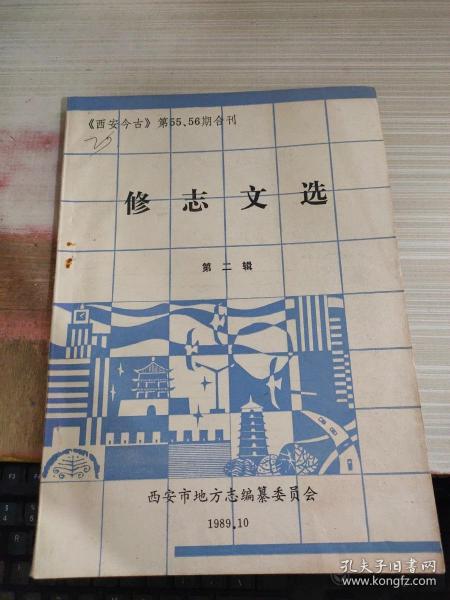 《西安今古》第55、56期合刊
修志文选
第二辑
西安市地方志编纂委员会
1989.10
孔夫子旧书网
www.kongfz.com